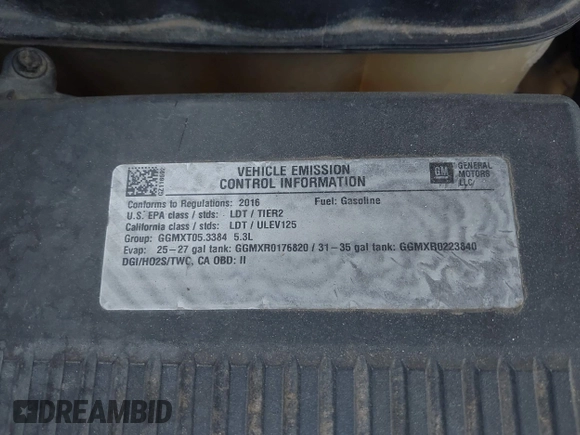 VEHICLE EMISSION
CONTROL INFORMATION
GM
GENERAL
MOTORS
LLC
Conforms to Regulations: 2016 Fuel: Gasoline
U.S. EPA class / stds: LDT / TIER2
California class / stds: LDT / ULEV125
Group: GGMXT05.3384 5.3L
Evap: 25-27 gal tank: GGMXR0176820 / 31-35 gal tank: GGMXR0223840
DGI/HO2S/TWC, CA OBD: II
DREAMBID